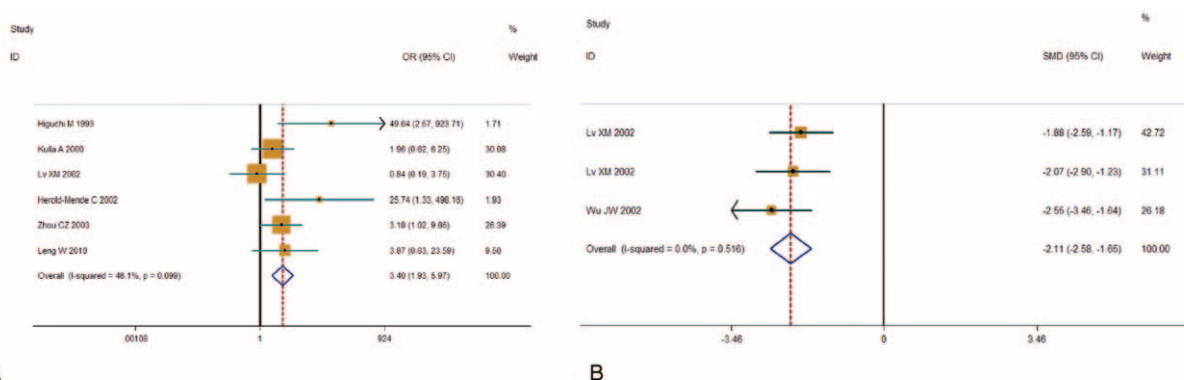 Study %
ID OR (95% CI) Weight
Higuchi M 1993 49.64 (2.67, 923.71) 1.71
Kulla A 2000 1.96 (0.62, 6.25) 30.08
Lv XM 2002 0.84 (0.19, 3.75) 30.40
Herold-Mende C 2002 25.74 (1.33, 498.16) 1.93
Zhou CZ 2003 3.18 (1.02, 9.86) 26.39
Leng W 2010 3.87 (0.63, 23.59) 9.50
Overall (I-squared = 46.1%, p = 0.099) 3.40 (1.93, 5.97) 100.00
.00108 1 924
Study %
ID SMD (95% CI) Weight
Lv XM 2002 -1.88 (-2.59, -1.17) 42.72
Lv XM 2002 -2.07 (-2.90, -1.23) 31.11
Wu JW 2002 -2.55 (-3.46, -1.64) 26.18
Overall (I-squared = 0.0%, p = 0.516) -2.11 (-2.58, -1.65) 100.00
-3.46 0 3.46
B